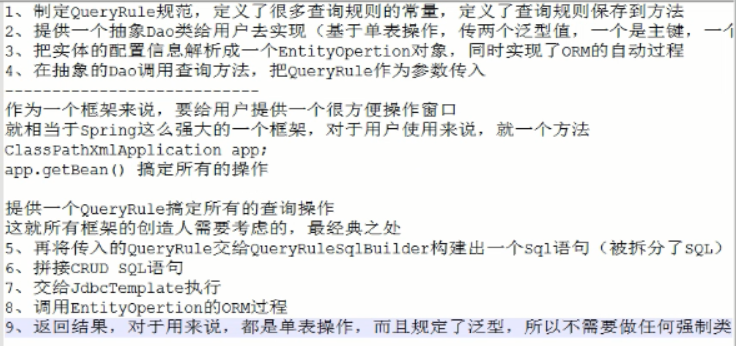 1、制定QueryRule规范，定义了很多查询规则的常量，定义了查询规则保存到方法
2、提供一个抽象Dao类给用户去实现（基于单表操作，传两个泛型值，一个是主键，一个
3、把实体的配置信息解析成一个EntityOpertion对象，同时实现了ORM的自动过程
4、在抽象的Dao调用查询方法，把QueryRule作为参数传入
---------------------------
作为一个框架来说，要给用户提供一个很方便操作窗口
就相当于Spring这么强大的一个框架，对于用户使用来说，就一个方法
ClassPathXmlApplication app;
app.getBean() 搞定所有的操作
提供一个QueryRule搞定所有的查询操作
这就所有框架的创造人需要考虑的，最经典之处
5、再将传入的QueryRule交给QueryRuleSqlBuilder构建出一个Sql语句（被拆分了SQL）
6、拼接CRUD SQL语句
7、交给JdbcTemplate执行
8、调用EntityOpertion的ORM过程
9、返回结果，对于用来说，都是单表操作，而且规定了泛型，所以不需要做任何强制类